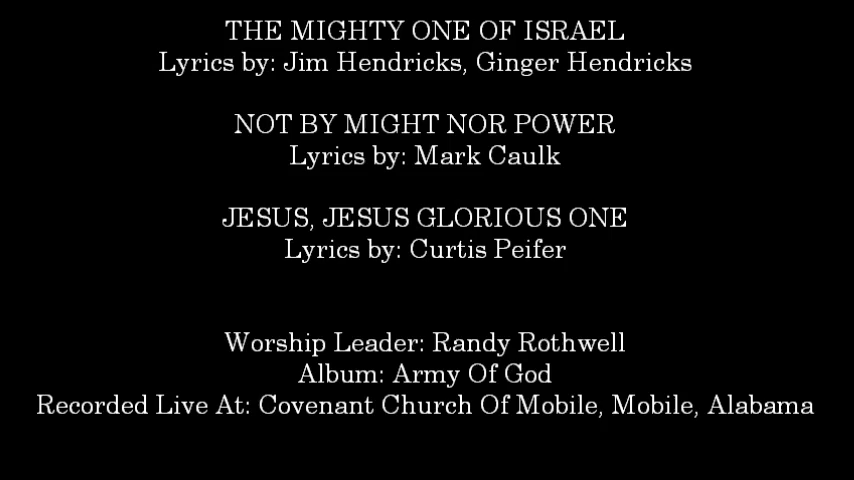 THE MIGHTY ONE OF ISRAEL
Lyrics by: Jim Hendricks, Ginger Hendricks
NOT BY MIGHT NOR POWER
Lyrics by: Mark Caulk
JESUS, JESUS GLORIOUS ONE
Lyrics by: Curtis Peifer
Worship Leader: Randy Rothwell
Album: Army Of God
Recorded Live At: Covenant Church Of Mobile, Mobile, Alabama